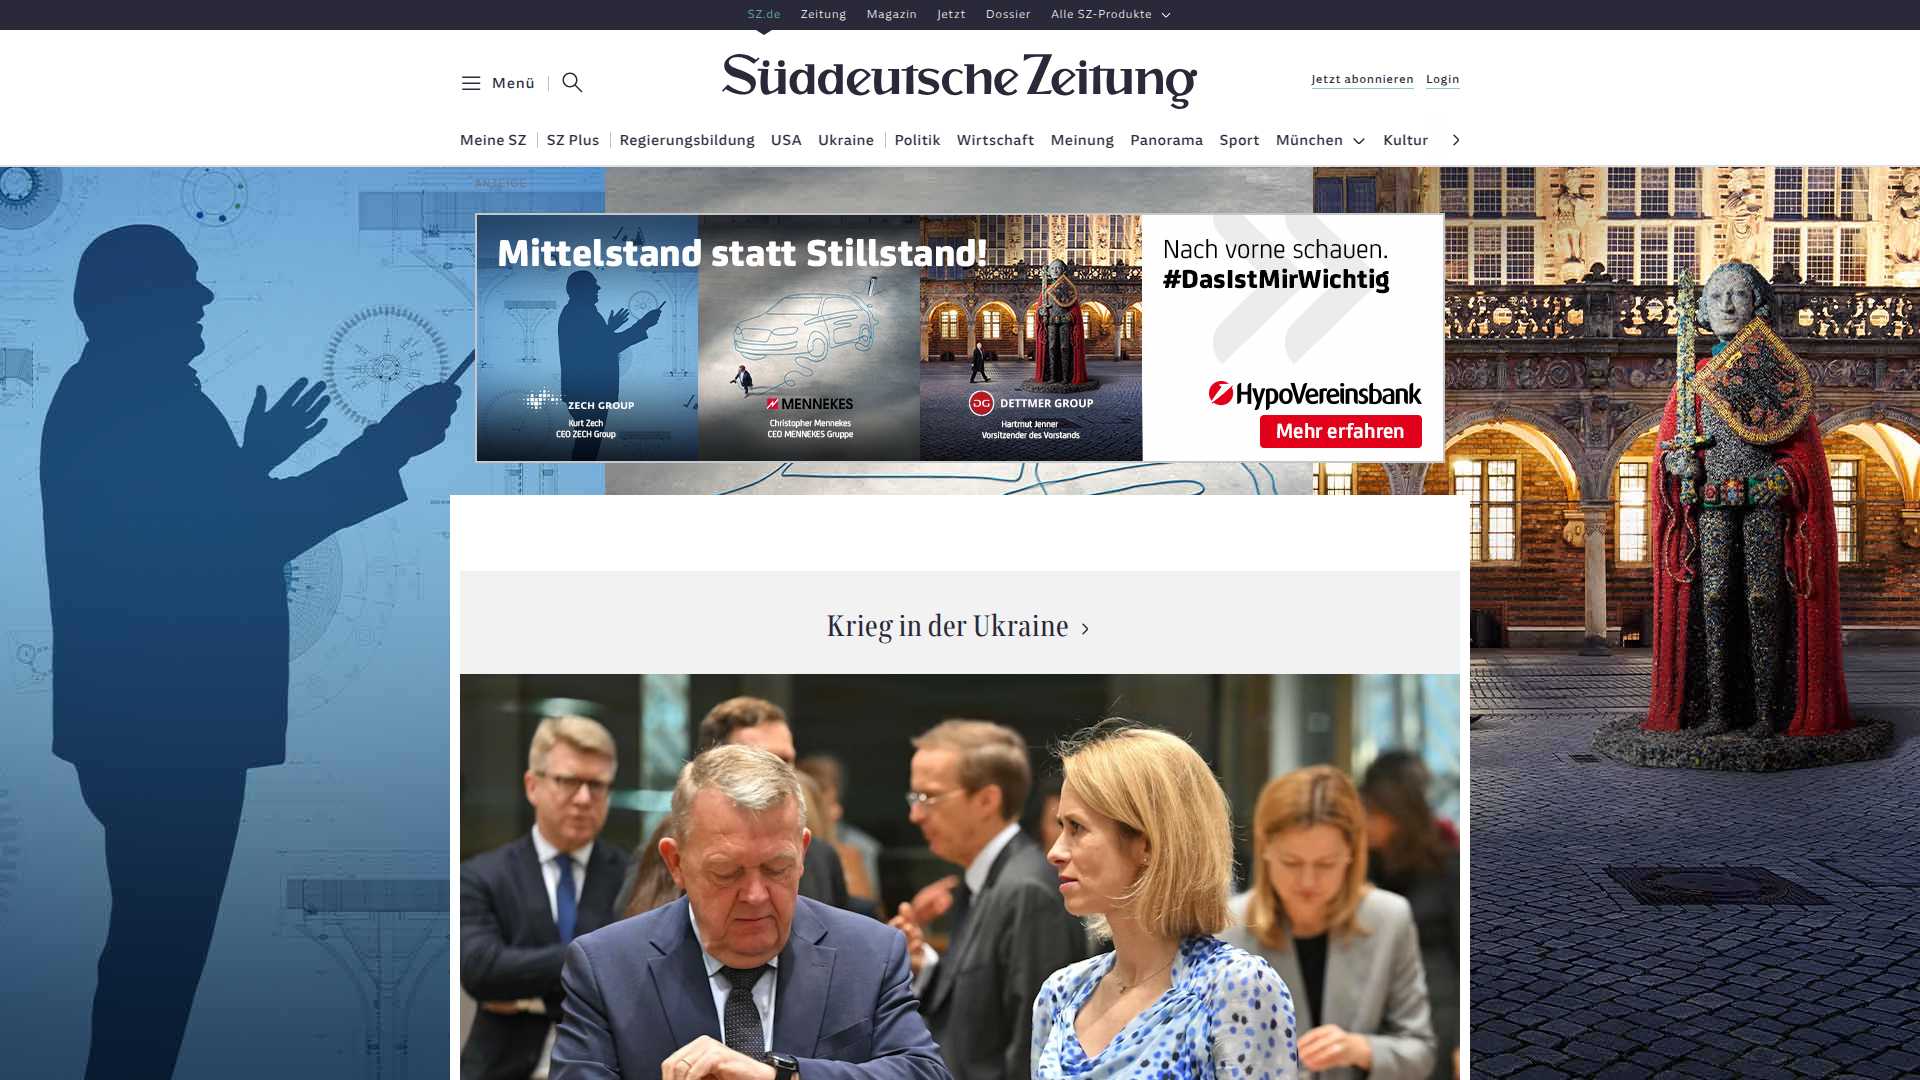 SZ.de Zeitung Magazin Jetzt Dossier Alle SZ-Produkte
Menü
Süddeutsche Zeitung
Jetzt abonnieren Login
Meine SZ SZ Plus Regierungsbildung USA Ukraine Politik Wirtschaft Meinung Panorama Sport München Kultur
ANZEIGE
Mittelstand statt Stillstand!
ZECH GROUP
Kurt Zech
CEO ZECH Group
MENNEKES
Christopher Mennekes
CEO MENNEKES Gruppe
DG DETTMER GROUP
Hartmut Jenner
Vorsitzender des Vorstands
Nach vorne schauen.
#DasIstMirWichtig
HypoVereinsbank
Mehr erfahren
Krieg in der Ukraine